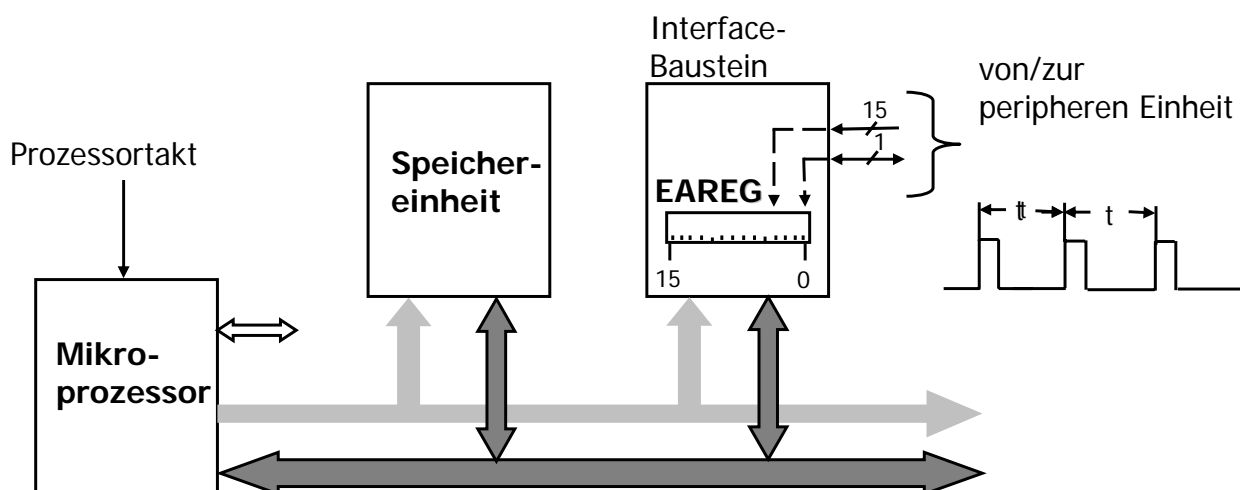 Interface-
Baustein
von/zur
peripheren Einheit
15
1
Prozessortakt
Speicher-
einheit
EAREG
t
t
15
0
Mikro-
prozessor